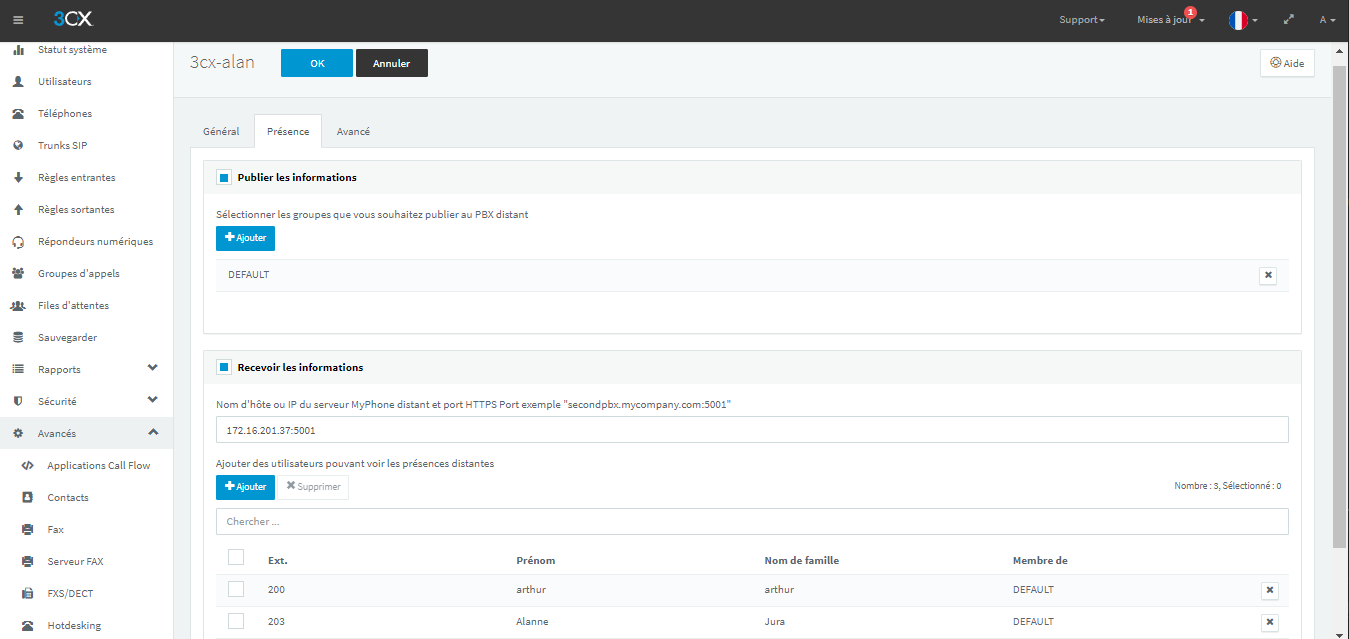 3CX
Support
Mises à jour
1
A
Statut système
Utilisateurs
Téléphones
Trunks SIP
Règles entrantes
Règles sortantes
Répondeurs numériques
Groupes d'appels
Files d'attentes
Sauvegarder
Rapports
Sécurité
Avancés
Applications Call Flow
Contacts
Fax
Serveur FAX
FXS/DECT
Hotdesking
3cx-alan
OK
Annuler
Aide
Général
Présence
Avancé
Publier les informations
Sélectionner les groupes que vous souhaitez publier au PBX distant
Ajouter
DEFAULT
Recevoir les informations
Nom d'hôte ou IP du serveur MyPhone distant et port HTTPS Port exemple "secondpbx.mycompany.com:5001"
172.16.201.37:5001
Ajouter des utilisateurs pouvant voir les présences distantes
Ajouter
Supprimer
Nombre : 3, Sélectionné : 0
Chercher ...
Ext. Prénom Nom de famille Membre de
200 arthur arthur DEFAULT
203 Alanne Jura DEFAULT